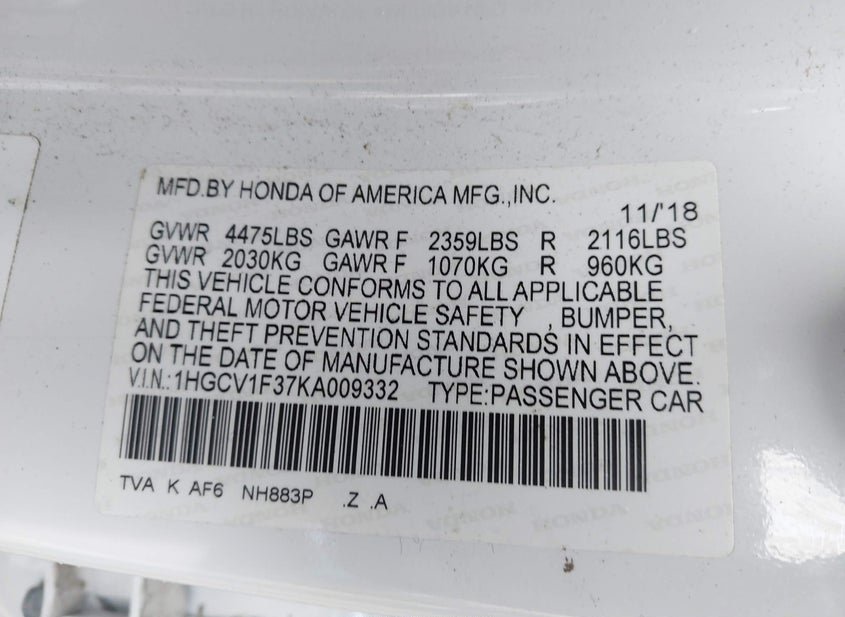 MFD.BY HONDA OF AMERICA MFG.,INC.
11/'18
GVWR 4475LBS GAWR F 2359LBS R 2116LBS
GVWR 2030KG GAWR F 1070KG R 960KG
THIS VEHICLE CONFORMS TO ALL APPLICABLE
FEDERAL MOTOR VEHICLE SAFETY , BUMPER,
AND THEFT PREVENTION STANDARDS IN EFFECT
ON THE DATE OF MANUFACTURE SHOWN ABOVE.
V.I.N.:1HGCV1F37KA009332 TYPE:PASSENGER CAR
TVA K AF6 NH883P .Z .A
HONDA